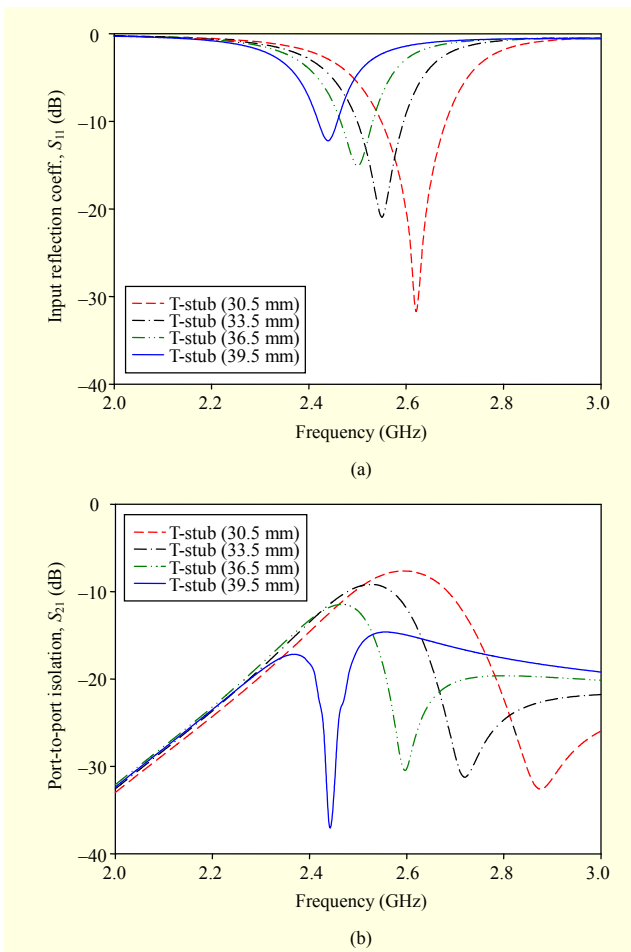 0
−10
−20
−30
−40
Input reflection coeff., S11 (dB)
T-stub (30.5 mm)
T-stub (33.5 mm)
T-stub (36.5 mm)
T-stub (39.5 mm)
2.0 2.2 2.4 2.6 2.8 3.0
Frequency (GHz)
(a)
0
−10
−20
−30
−40
Port-to-port isolation, S21 (dB)
T-stub (30.5 mm)
T-stub (33.5 mm)
T-stub (36.5 mm)
T-stub (39.5 mm)
2.0 2.2 2.4 2.6 2.8 3.0
Frequency (GHz)
(b)